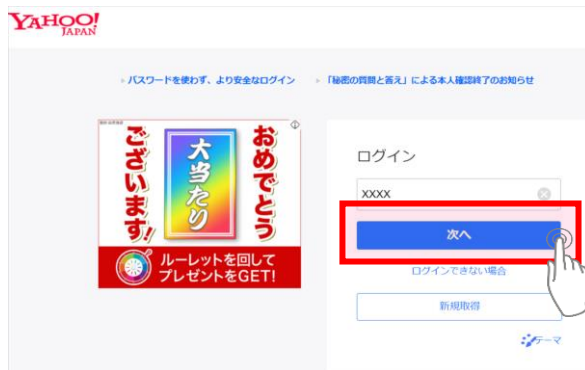 YAHOO!
JAPAN
パスワードを使わず、より安全なログイン
「秘密の質問と答え」による本人確認終了のお知らせ
おめでとう
ございます!
大当たり
ルーレットを回して
プレゼントをGET!
ログイン
xxxx
次へ
ログインできない場合
新規取得
テーマ